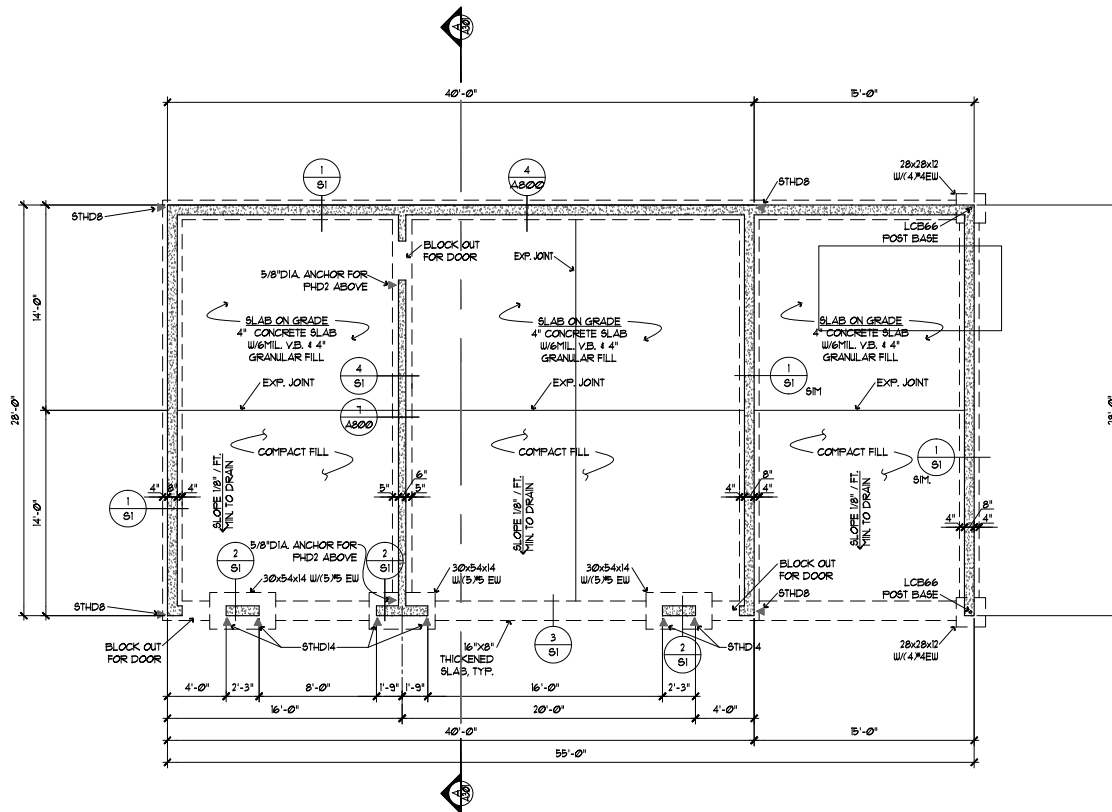 A
A301
40'-0"
15'-0"
1
S1
4
A800
28x28x12
W/(4)#4EW
STHD8
STHD8
LCB66
POST BASE
BLOCK OUT
FOR DOOR
EXP. JOINT
5/8"DIA. ANCHOR FOR
PHD2 ABOVE
14'-0"
28'-0"
14'-0"
28'-0"
SLAB ON GRADE
4" CONCRETE SLAB
W/6MIL. V.B. & 4"
GRANULAR FILL
SLAB ON GRADE
4" CONCRETE SLAB
W/6MIL. V.B. & 4"
GRANULAR FILL
SLAB ON GRADE
4" CONCRETE SLAB
W/6MIL. V.B. & 4"
GRANULAR FILL
4
S1
1
S1
SIM
EXP. JOINT
EXP. JOINT
EXP. JOINT
7
A800
COMPACT FILL
COMPACT FILL
COMPACT FILL
1
S1
SIM.
4"
8"
4"
5"
6"
5"
4"
8"
4"
4"
8"
4"
1
S1
SLOPE 1/8" / FT.
MIN. TO DRAIN
SLOPE 1/8" / FT.
MIN. TO DRAIN
SLOPE 1/8" / FT.
MIN. TO DRAIN
5/8"DIA. ANCHOR FOR
PHD2 ABOVE
2
S1
2
S1
30x54x14 W/(5)#5 EW
30x54x14
W/(5)#5 EW
30x54x14
W/(5)#5 EW
BLOCK OUT
FOR DOOR
STHD8
STHD8
LCB66
POST BASE
BLOCK OUT
FOR DOOR
STHD14
16"X8"
THICKENED
SLAB, TYP.
3
S1
2
S1
STHD14
28x28x12
W/(4)#4EW
4'-0"
2'-3"
8'-0"
1'-9"
1'-9"
16'-0"
2'-3"
16'-0"
20'-0"
4'-0"
40'-0"
15'-0"
55'-0"
A
A301